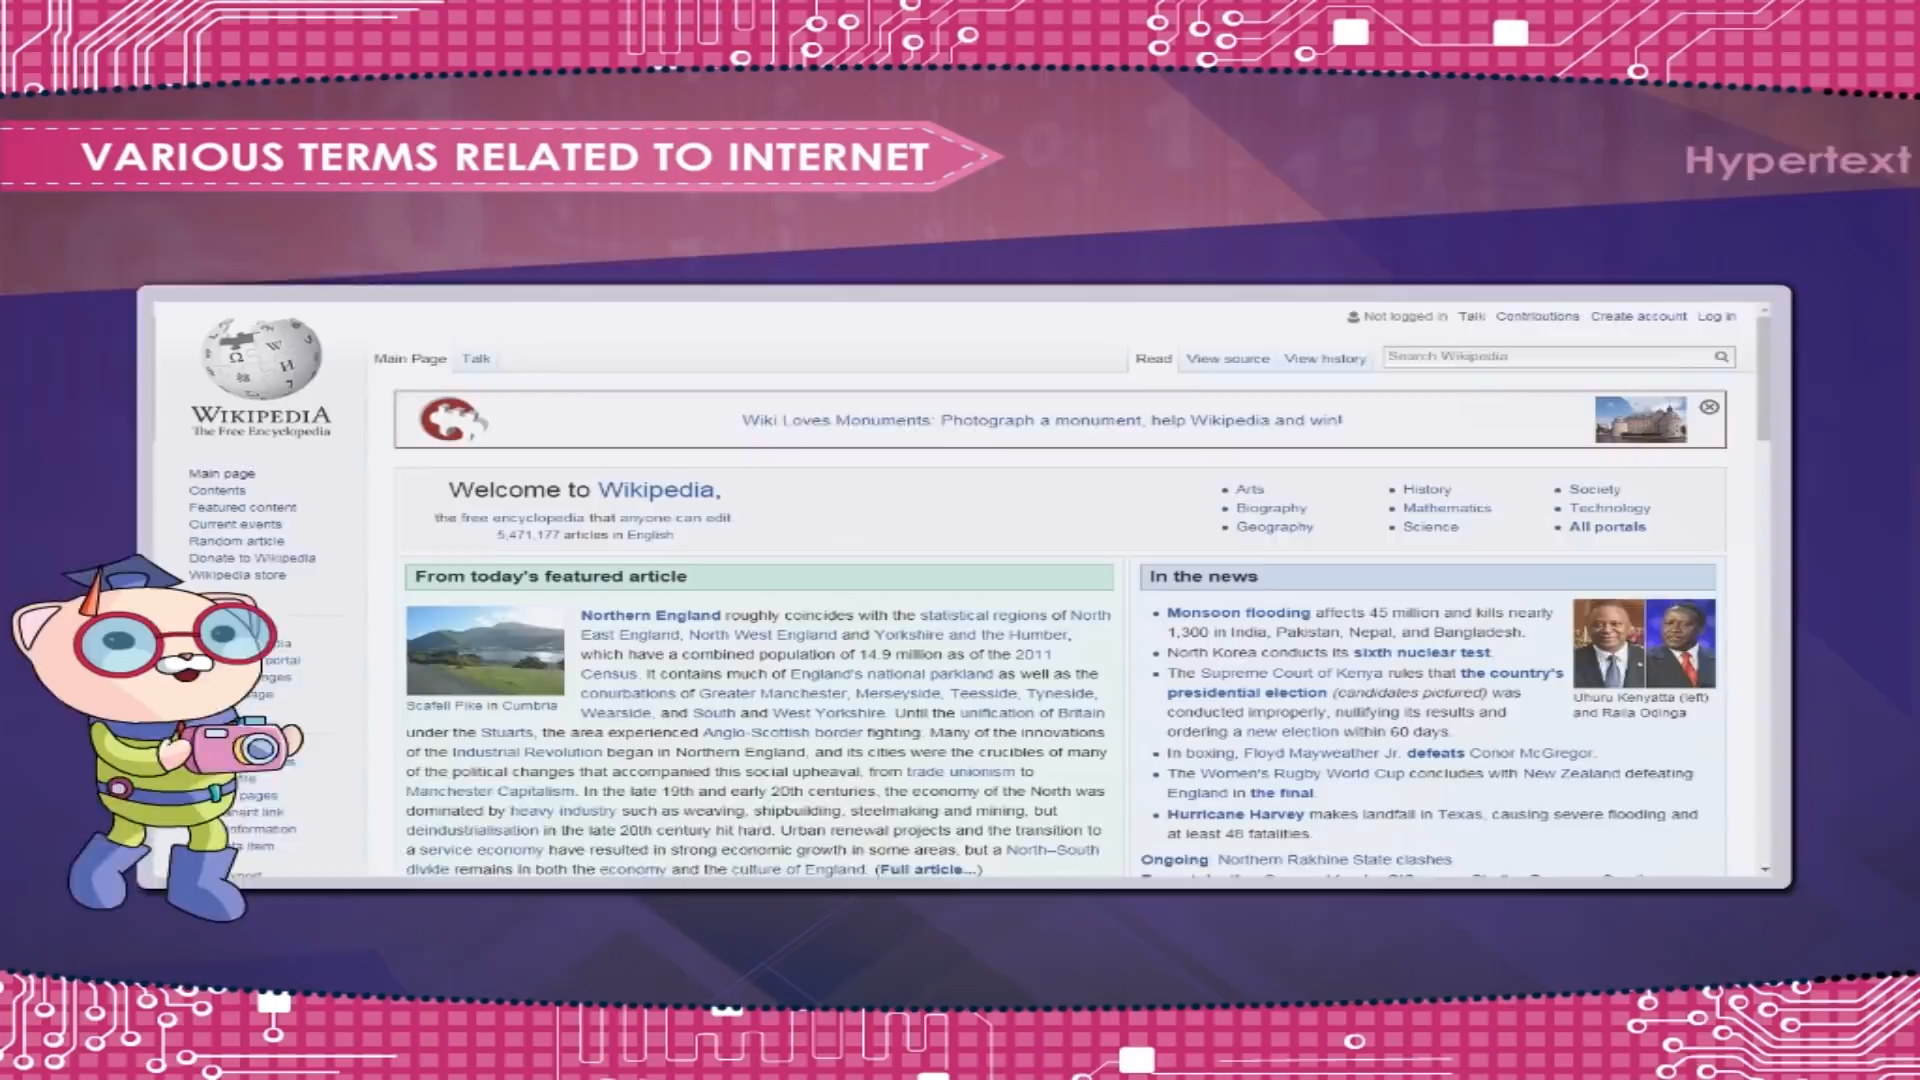 VARIOUS TERMS RELATED TO INTERNET
Hypertext
Not logged in Talk Contributions Create account Log in
Main Page Talk
Read View source View history
Search Wikipedia
WIKIPEDIA
The Free Encyclopedia
Main page
Contents
Featured content
Current events
Random article
Donate to Wikipedia
Wikipedia store
portal
pages
Wiki Loves Monuments: Photograph a monument, help Wikipedia and win!
Welcome to Wikipedia,
the free encyclopedia that anyone can edit.
5,471,177 articles in English
Arts
Biography
Geography
History
Mathematics
Science
Society
Technology
All portals
From today's featured article
Scafell Pike in Cumbria
Northern England roughly coincides with the statistical regions of North
East England, North West England and Yorkshire and the Humber,
which have a combined population of 14.9 million as of the 2011
Census. It contains much of England's national parkland as well as the
conurbations of Greater Manchester, Merseyside, Teesside, Tyneside,
Wearside, and South and West Yorkshire. Until the unification of Britain
under the Stuarts, the area experienced Anglo-Scottish border fighting. Many of the innovations
of the Industrial Revolution began in Northern England, and its cities were the crucibles of many
of the political changes that accompanied this social upheaval, from trade unionism to
Manchester Capitalism. In the late 19th and early 20th centuries, the economy of the North was
dominated by heavy industry such as weaving, shipbuilding, steelmaking and mining, but
deindustrialisation in the late 20th century hit hard. Urban renewal projects and the transition to
a service economy have resulted in strong economic growth in some areas, but a North–South
divide remains in both the economy and the culture of England. (Full article...)
In the news
Monsoon flooding affects 45 million and kills nearly
1,300 in India, Pakistan, Nepal, and Bangladesh.
North Korea conducts its sixth nuclear test.
The Supreme Court of Kenya rules that the country's
presidential election (candidates pictured) was
conducted improperly, nullifying its results and
ordering a new election within 60 days.
In boxing, Floyd Mayweather Jr. defeats Conor McGregor.
The Women's Rugby World Cup concludes with New Zealand defeating
England in the final.
Hurricane Harvey makes landfall in Texas, causing severe flooding and
at least 46 fatalities.
Uhuru Kenyatta (left)
and Raila Odinga
Ongoing: Northern Rakhine State clashes